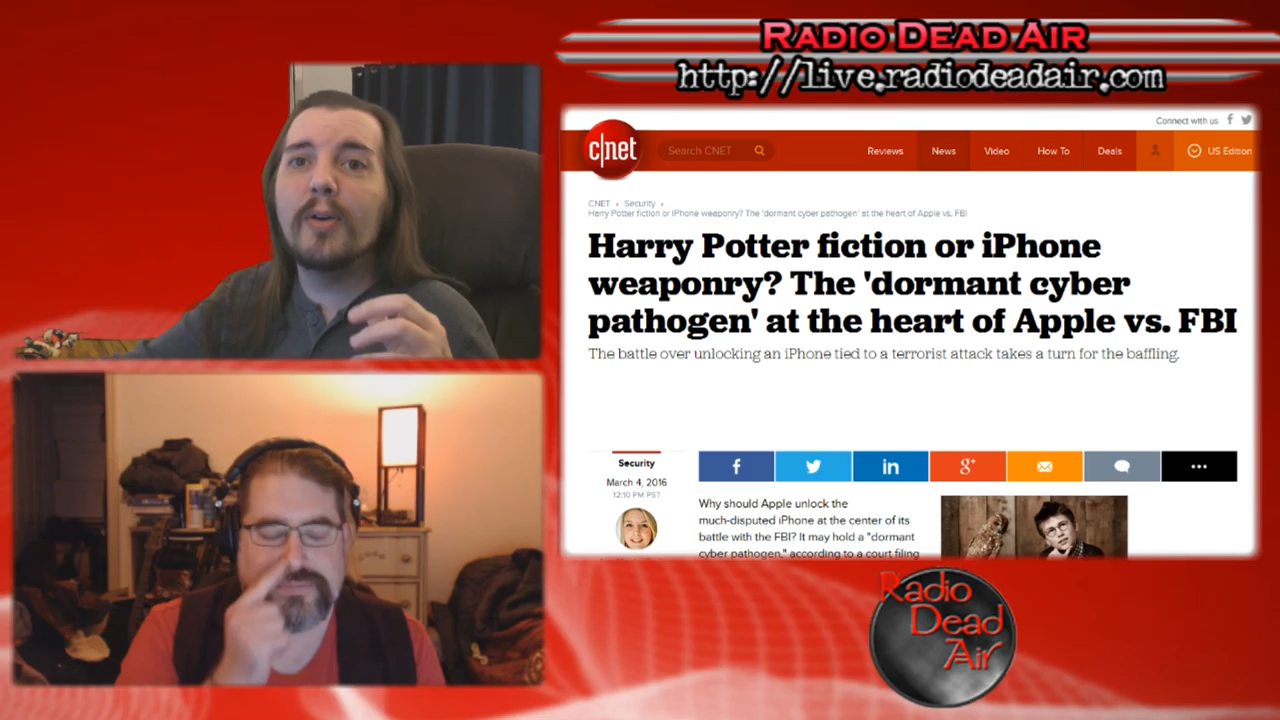 Radio Dead Air
http://live.radiodeadair.com
Connect with us
c|net
Search CNET
Reviews
News
Video
How To
Deals
US Edition
CNET › Security ›
Harry Potter fiction or iPhone weaponry? The 'dormant cyber pathogen' at the heart of Apple vs. FBI
Harry Potter fiction or iPhone
weaponry? The 'dormant cyber
pathogen' at the heart of Apple vs. FBI
The battle over unlocking an iPhone tied to a terrorist attack takes a turn for the baffling.
Security
March 4, 2016
12:10 PM PST
f
in
g+
...
Why should Apple unlock the
much-disputed iPhone at the center of its
battle with the FBI? It may hold a "dormant
cyber pathogen," according to a court filing
Radio
Dead
Air